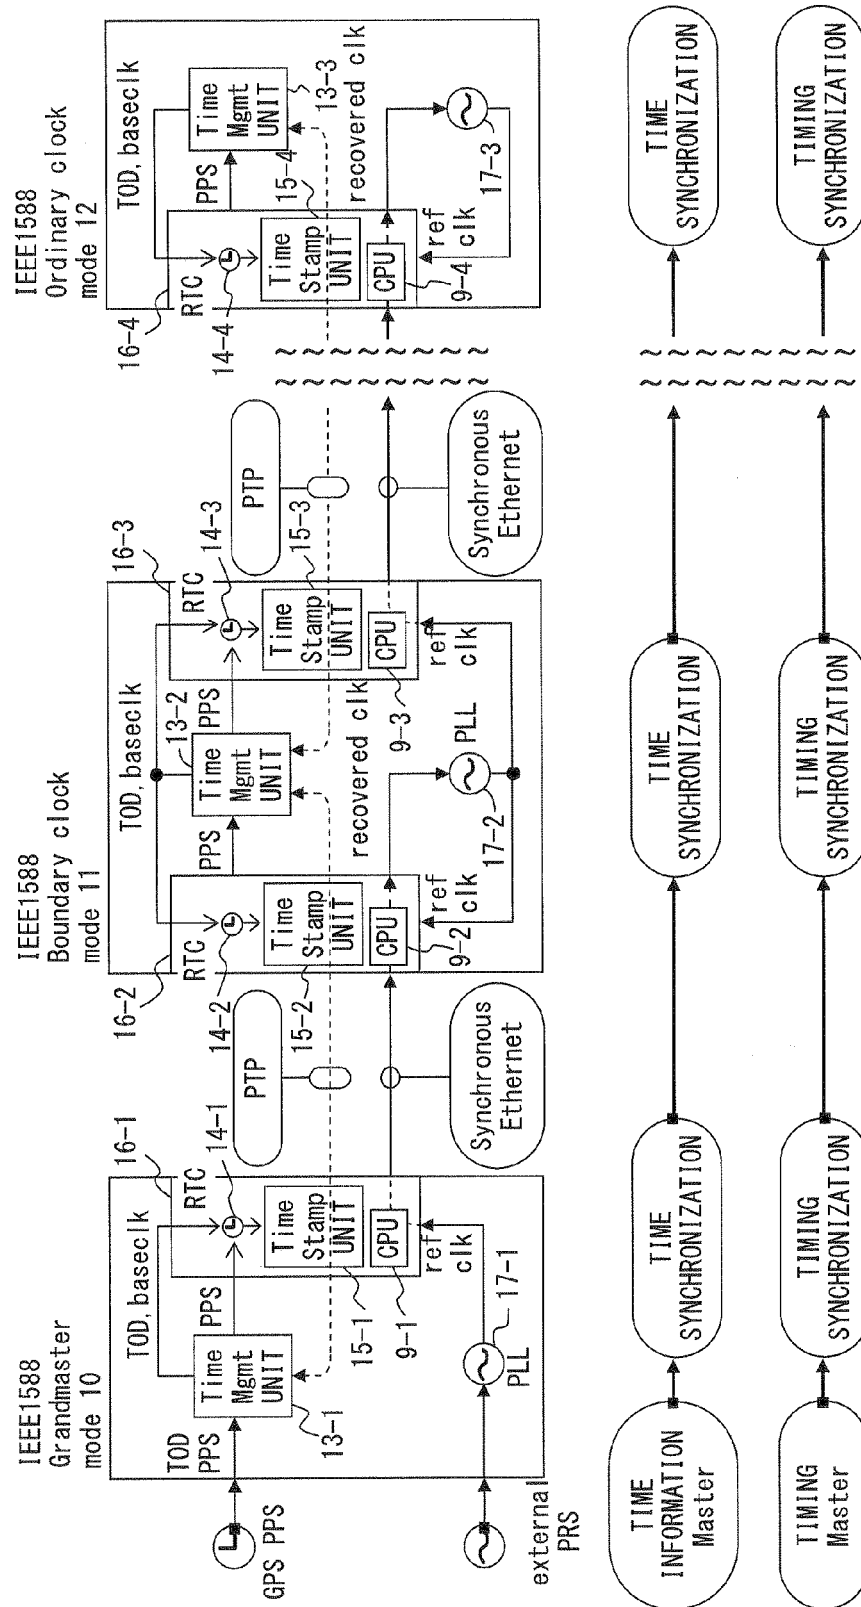 IEEE1588
Grandmaster
mode 10
GPS PPS
TOD
PPS
TOD, baseclk
Time
Mgmt
UNIT
13-1
PPS
16-1
RTC
14-1
Time
Stamp
UNIT
15-1
CPU
9-1
ref
clk
17-1
PLL
external
PRS
PTP
Synchronous
Ethernet
IEEE1588
Boundary clock
mode 11
16-2
RTC
14-2
Time
Stamp
UNIT
15-2
CPU
9-2
ref
clk
TOD, baseclk
PPS
13-2
Time
Mgmt
UNIT
PPS
recovered clk
PLL
17-2
16-3
RTC
14-3
Time
Stamp
UNIT
15-3
CPU
9-3
ref
clk
PTP
Synchronous
Ethernet
IEEE1588
Ordinary clock
mode 12
16-4
RTC
14-4
Time
Stamp
UNIT
15-4
CPU
9-4
ref
clk
TOD, baseclk
PPS
Time
Mgmt
UNIT
13-3
recovered clk
17-3
TIME
INFORMATION
Master
TIME
SYNCHRONIZATION
TIME
SYNCHRONIZATION
TIME
SYNCHRONIZATION
TIMING
Master
TIMING
SYNCHRONIZATION
TIMING
SYNCHRONIZATION
TIMING
SYNCHRONIZATION